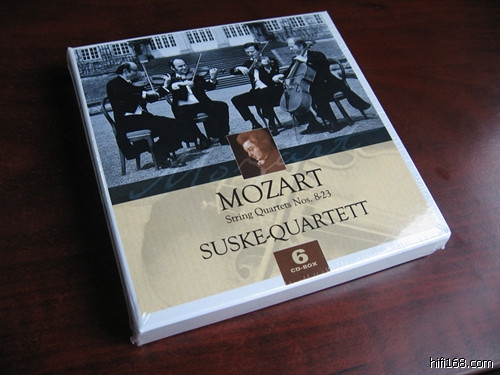 MOZART
String Quartets Nos. 8-23
SUSKE-QUARTETT
6
CD-BOX
hifi168.com